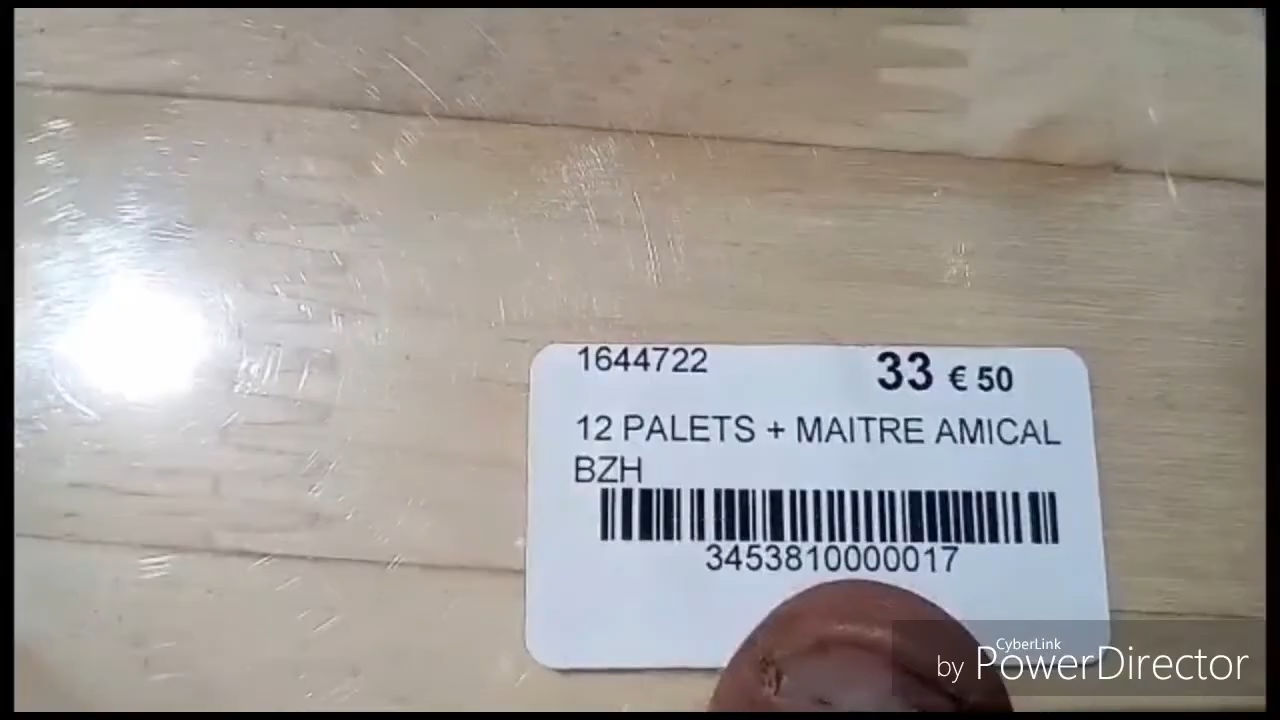 1644722 33 € 50
12 PALETS + MAITRE AMICAL
BZH
3453810000017
CyberLink
by PowerDirector